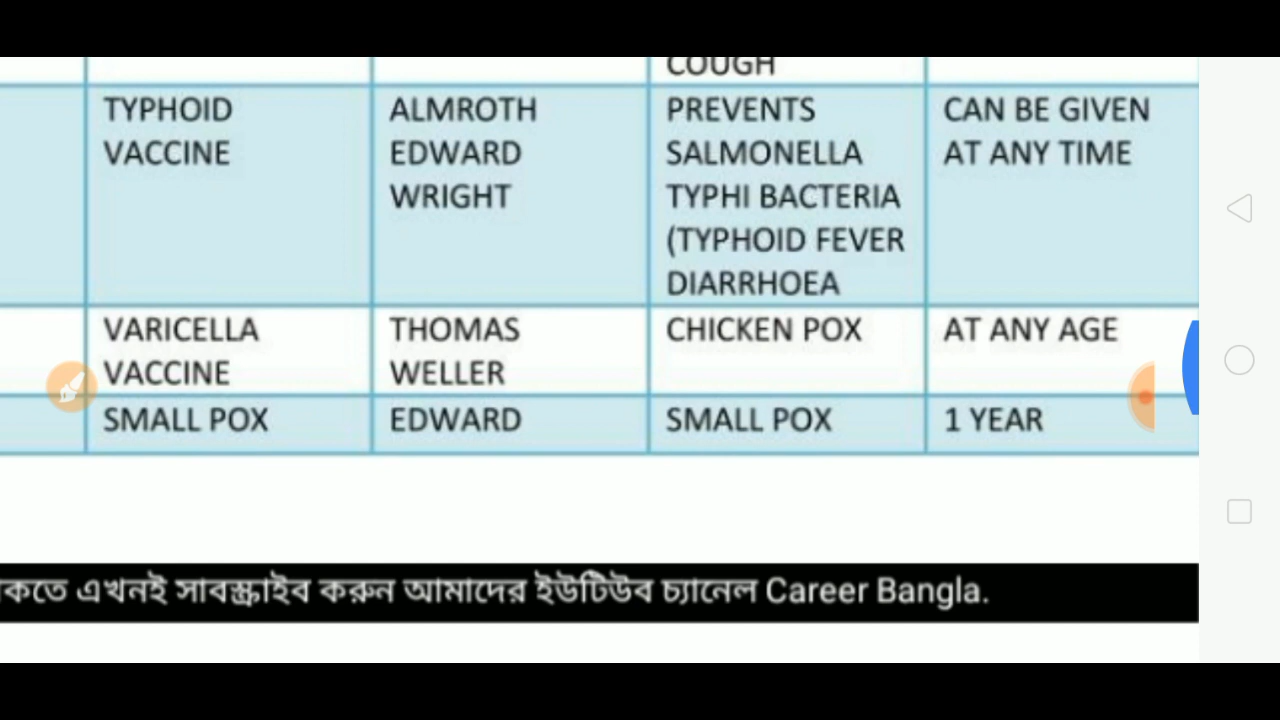 COUGH
TYPHOID
VACCINE
ALMROTH
EDWARD
WRIGHT
PREVENTS
SALMONELLA
TYPHI BACTERIA
(TYPHOID FEVER
DIARRHOEA
CAN BE GIVEN
AT ANY TIME
VARICELLA
VACCINE
THOMAS
WELLER
CHICKEN POX
AT ANY AGE
SMALL POX
EDWARD
SMALL POX
1 YEAR
এখনই সাবস্ক্রাইব করুন আমাদের ইউটিউব চ্যানেল Career Bangla.